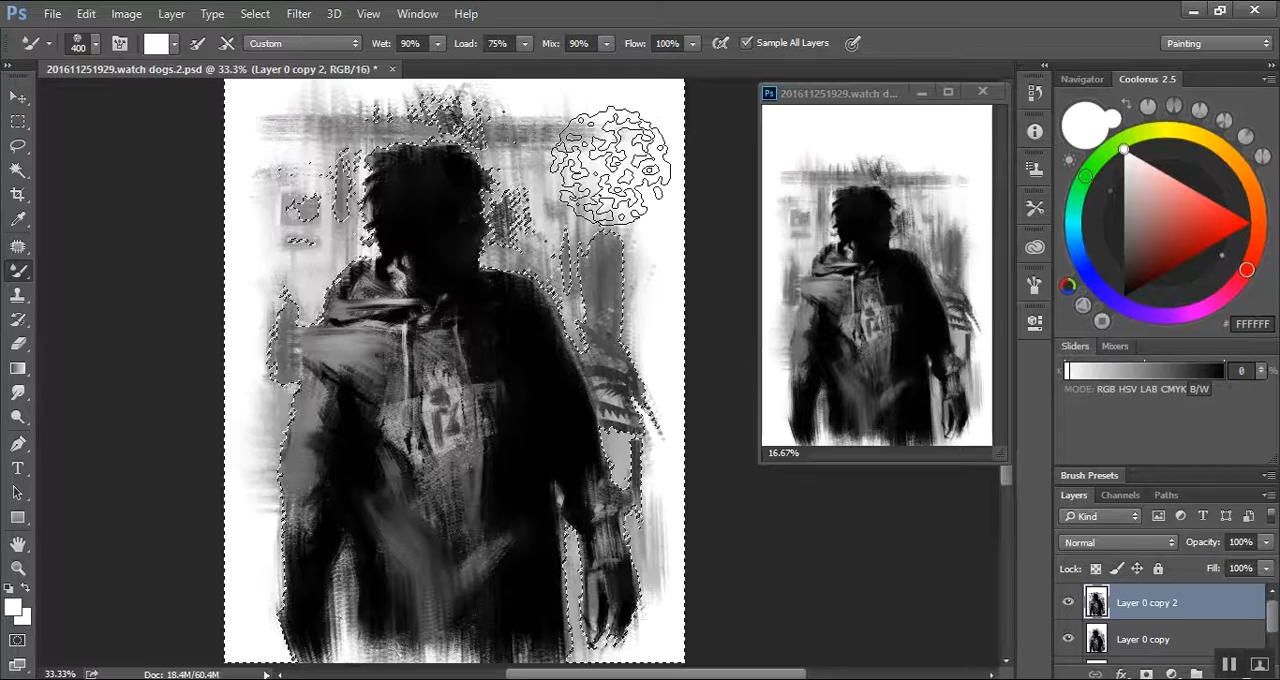 Ps File Edit Image Layer Type Select Filter 3D View Window Help
400 Custom Wet: 90% Load: 75% Mix: 90% Flow: 100% Sample All Layers Painting
201611251929.watch dogs.2.psd @ 33.3% (Layer 0 copy 2, RGB/16) * ×
Ps 201611251929.watch d...
16.67%
Navigator Coolorus 2.5
# FFFFFF
Sliders Mixers
K 0 %
MODE: RGB HSV LAB CMYK B/W
Brush Presets
Layers Channels Paths
Kind
Normal Opacity: 100%
Lock: Fill: 100%
Layer 0 copy 2
Layer 0 copy
fx
T
33.33% Doc: 18.4M/60.4M